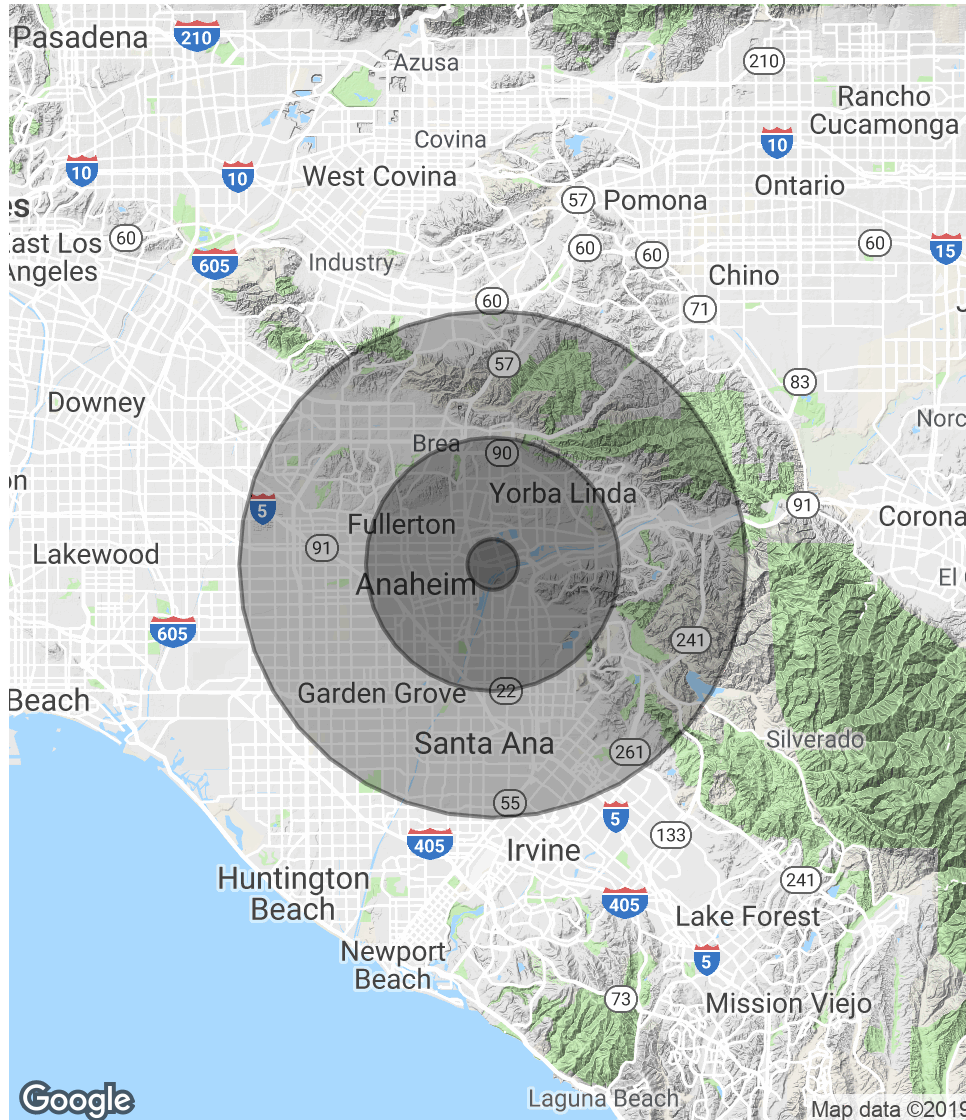 Pasadena
210
Azusa
210
Rancho
Cucamonga
Covina
10
10
10
West Covina
Ontario
57
Pomona
es
East Los
Angeles
60
605
Industry
60
60
60
15
Chino
60
71
57
83
Downey
Norc
Brea
90
on
Yorba Linda
5
91
Corona
Fullerton
91
Lakewood
Anaheim
El C
605
241
Beach
Garden Grove
22
Santa Ana
261
Silverado
55
5
405
133
Irvine
Huntington
Beach
241
405
Lake Forest
Newport
Beach
5
73
Mission Viejo
Laguna Beach
Google
Map data ©2019